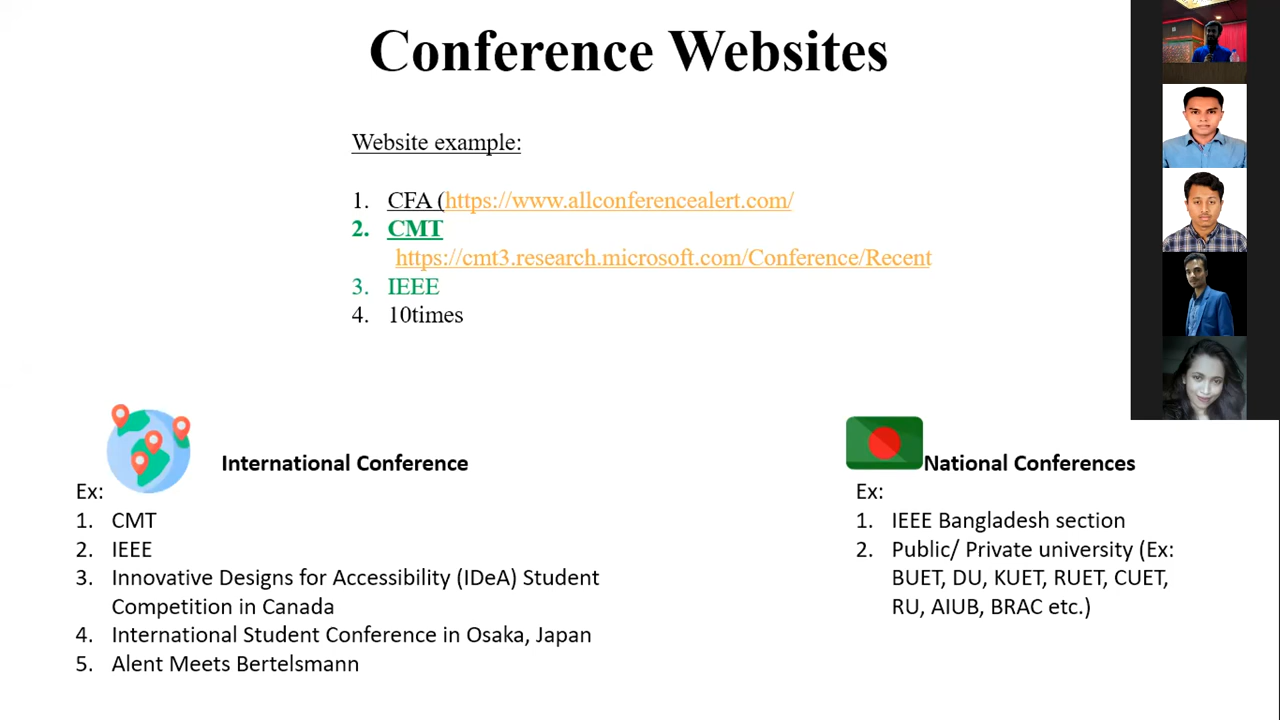 Conference Websites
Website example:
1. CFA (https://www.allconferencealert.com/
2. CMT
https://cmt3.research.microsoft.com/Conference/Recent
3. IEEE
4. 10times
International Conference
Ex:
1. CMT
2. IEEE
3. Innovative Designs for Accessibility (IDeA) Student
Competition in Canada
4. International Student Conference in Osaka, Japan
5. Alent Meets Bertelsmann
National Conferences
Ex:
1. IEEE Bangladesh section
2. Public/ Private university (Ex:
BUET, DU, KUET, RUET, CUET,
RU, AIUB, BRAC etc.)